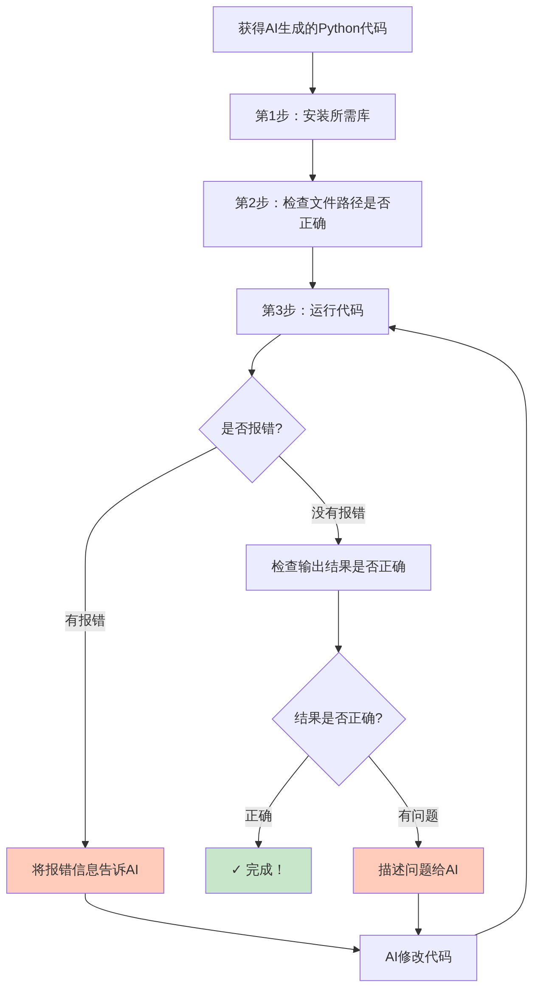 获得AI生成的Python代码
第1步：安装所需库
第2步：检查文件路径是否
正确
第3步：运行代码
是否报错?
没有报错
检查输出结果是否正确
有报错
结果是否正确?
正确
有问题
将报错信息告诉AI
✓ 完成！
描述问题给AI
AI修改代码